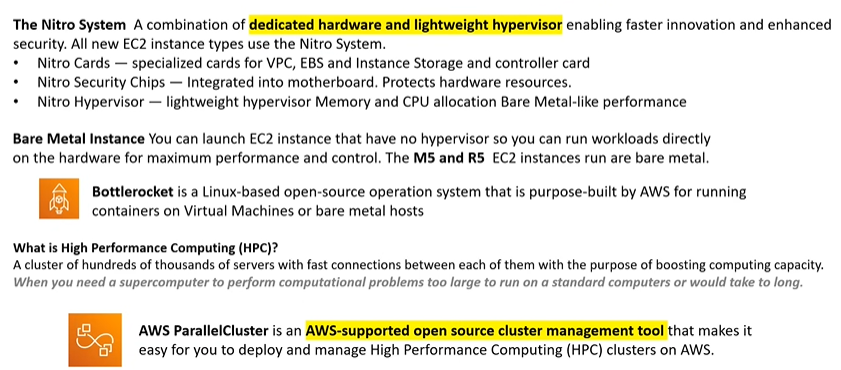 The Nitro System A combination of dedicated hardware and lightweight hypervisor enabling faster innovation and enhanced
security. All new EC2 instance types use the Nitro System.
• Nitro Cards — specialized cards for VPC, EBS and Instance Storage and controller card
• Nitro Security Chips — Integrated into motherboard. Protects hardware resources.
• Nitro Hypervisor — lightweight hypervisor Memory and CPU allocation Bare Metal-like performance
Bare Metal Instance You can launch EC2 instance that have no hypervisor so you can run workloads directly
on the hardware for maximum performance and control. The M5 and R5 EC2 instances run are bare metal.
Bottlerocket is a Linux-based open-source operation system that is purpose-built by AWS for running
containers on Virtual Machines or bare metal hosts
What is High Performance Computing (HPC)?
A cluster of hundreds of thousands of servers with fast connections between each of them with the purpose of boosting computing capacity.
When you need a supercomputer to perform computational problems too large to run on a standard computers or would take to long.
AWS ParallelCluster is an AWS-supported open source cluster management tool that makes it
easy for you to deploy and manage High Performance Computing (HPC) clusters on AWS.